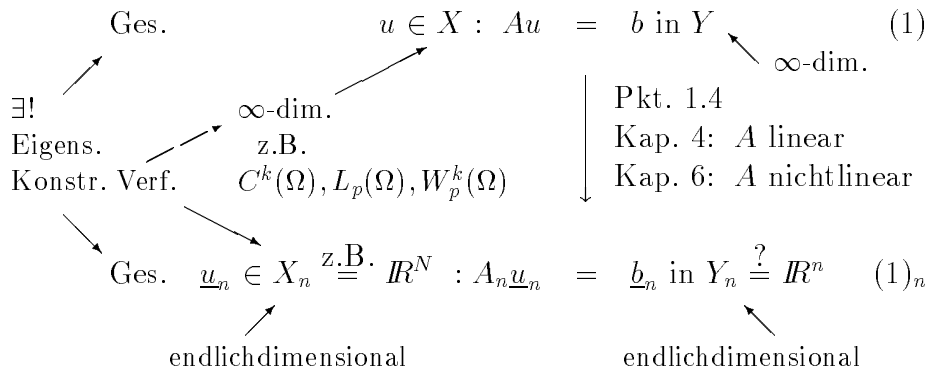 Ges. u ∈ X : Au = b in Y (1)
∞-dim.
∃! ∞-dim. Pkt. 1.4
Eigens. z.B. Kap. 4: A linear
Konstr. Verf. C^k(Ω), L_p(Ω), W_p^k(Ω) Kap. 6: A nichtlinear
Ges. u_n ∈ X_n z.B. = ℝ^N : A_n u_n = b_n in Y_n ? = ℝ^n (1)_n
endlichdimensional endlichdimensional